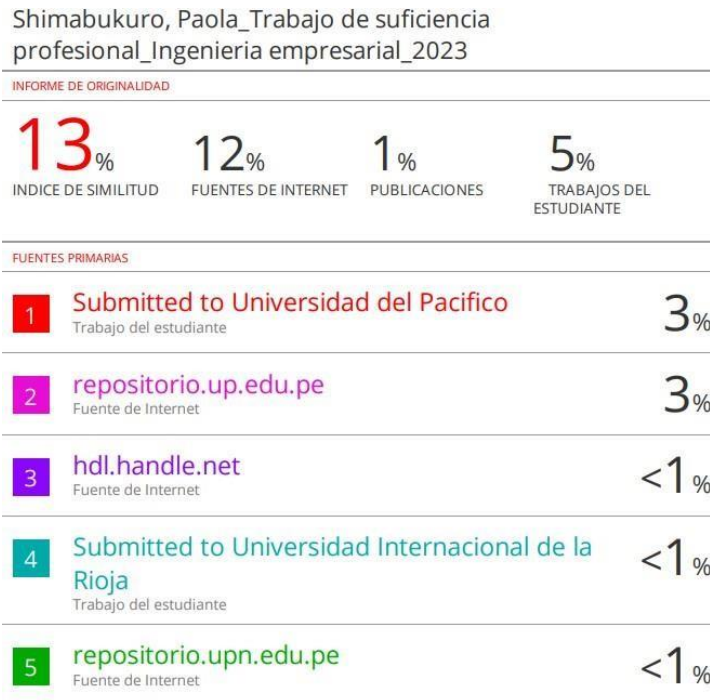 Shimabukuro, Paola_Trabajo de suficiencia
profesional_Ingenieria empresarial_2023
INFORME DE ORIGINALIDAD
13%
12%
1%
5%
INDICE DE SIMILITUD
FUENTES DE INTERNET
PUBLICACIONES
TRABAJOS DEL
ESTUDIANTE
FUENTES PRIMARIAS
1
Submitted to Universidad del Pacifico
Trabajo del estudiante
3%
2
repositorio.up.edu.pe
Fuente de Internet
3%
3
hdl.handle.net
Fuente de Internet
<1%
4
Submitted to Universidad Internacional de la
Rioja
Trabajo del estudiante
<1%
5
repositorio.upn.edu.pe
Fuente de Internet
<1%